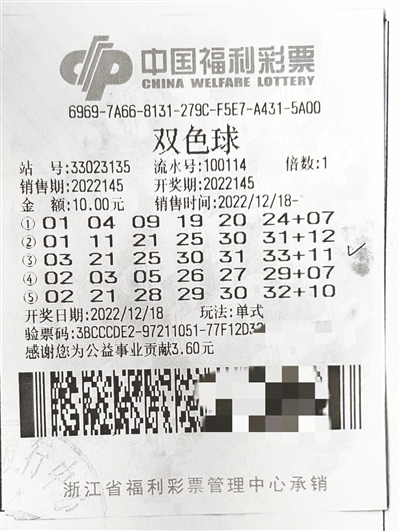 中国福利彩票
CHINA WELFARE LOTTERY
6969-7A66-8131-279C-F5E7-A431-5A00
双色球
站 号:33023135 流水号:100114 倍数:1
销售期:2022145 开奖期:2022145
金 额:10.00元 销售时间:2022/12/18-
① 01 04 09 19 20 24+07
② 01 11 21 25 30 31+12
③ 03 21 25 30 31 33+11
④ 02 03 05 26 27 29+07
⑤ 02 21 28 29 30 32+10
开奖日期:2022/12/18 玩法:单式
验票码:3BCCCDE2-97211051-77F12D32
感谢您为公益事业贡献3.60元
浙江省福利彩票管理中心承销